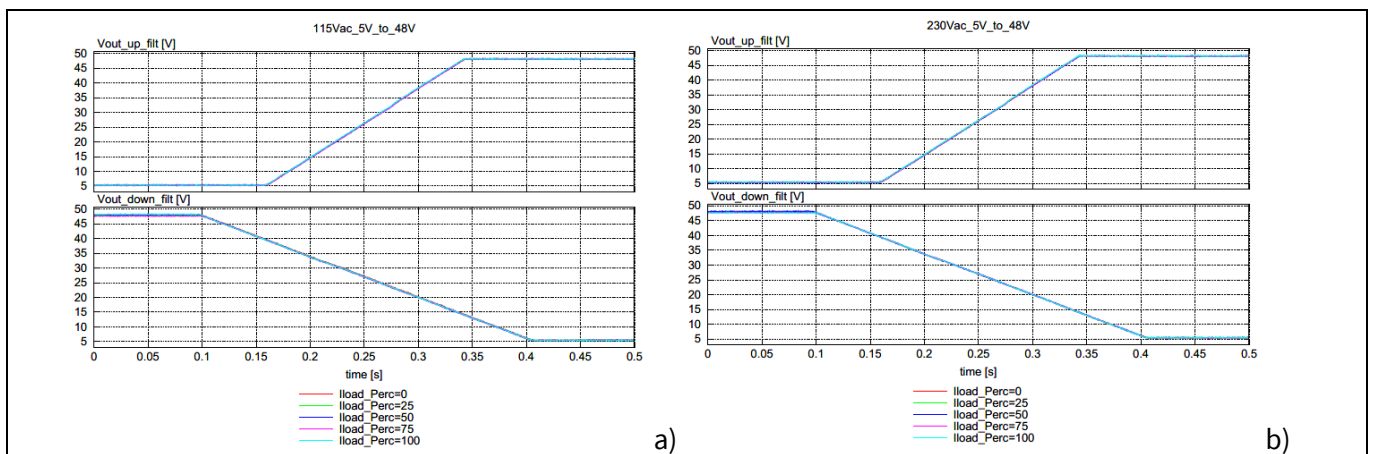 115Vac_5V_to_48V
Vout_up_filt [V]
50
45
40
35
30
25
20
15
10
5
Vout_down_filt [V]
50
45
40
35
30
25
20
15
10
5
0 0.05 0.1 0.15 0.2 0.25 0.3 0.35 0.4 0.45 0.5
time [s]
Iload_Perc=0
Iload_Perc=25
Iload_Perc=50
Iload_Perc=75
Iload_Perc=100
a)
230Vac_5V_to_48V
Vout_up_filt [V]
50
45
40
35
30
25
20
15
10
5
Vout_down_filt [V]
50
45
40
35
30
25
20
15
10
5
0 0.05 0.1 0.15 0.2 0.25 0.3 0.35 0.4 0.45 0.5
time [s]
Iload_Perc=0
Iload_Perc=25
Iload_Perc=50
Iload_Perc=75
Iload_Perc=100
b)